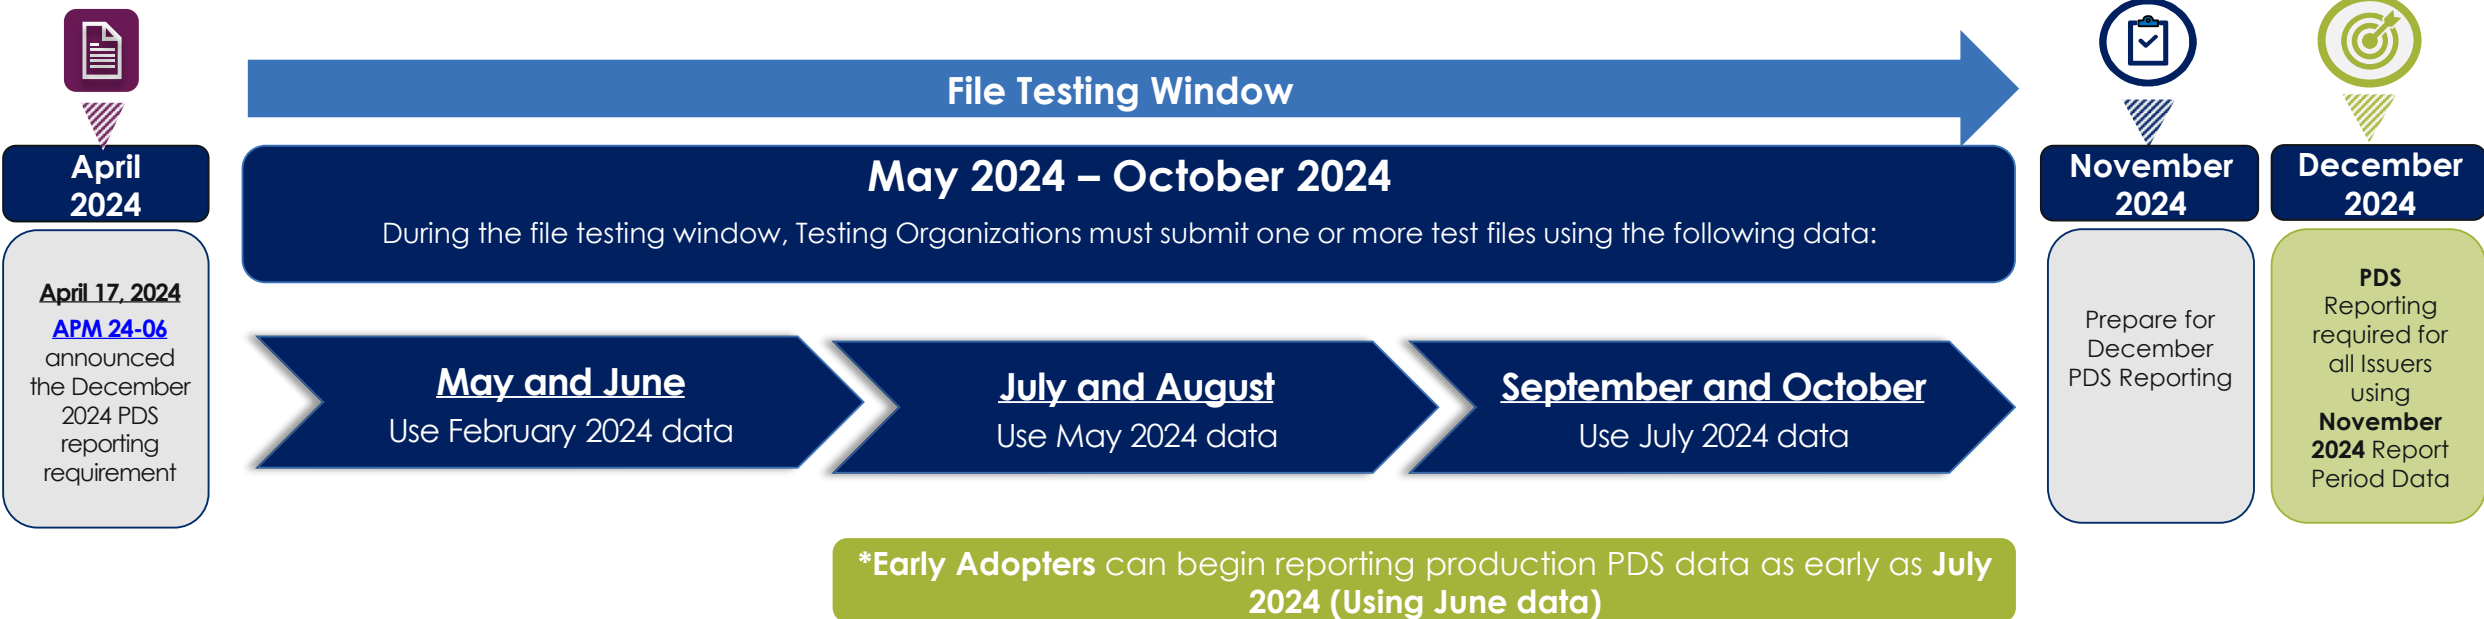 File Testing Window
April
2024
April 17, 2024
APM 24-06
announced
the December
2024 PDS
reporting
requirement
May 2024 – October 2024
During the file testing window, Testing Organizations must submit one or more test files using the following data:
May and June
Use February 2024 data
July and August
Use May 2024 data
September and October
Use July 2024 data
*Early Adopters can begin reporting production PDS data as early as July
2024 (Using June data)
November
2024
Prepare for
December
PDS Reporting
December
2024
PDS
Reporting
required for
all Issuers
using
November
2024 Report
Period Data